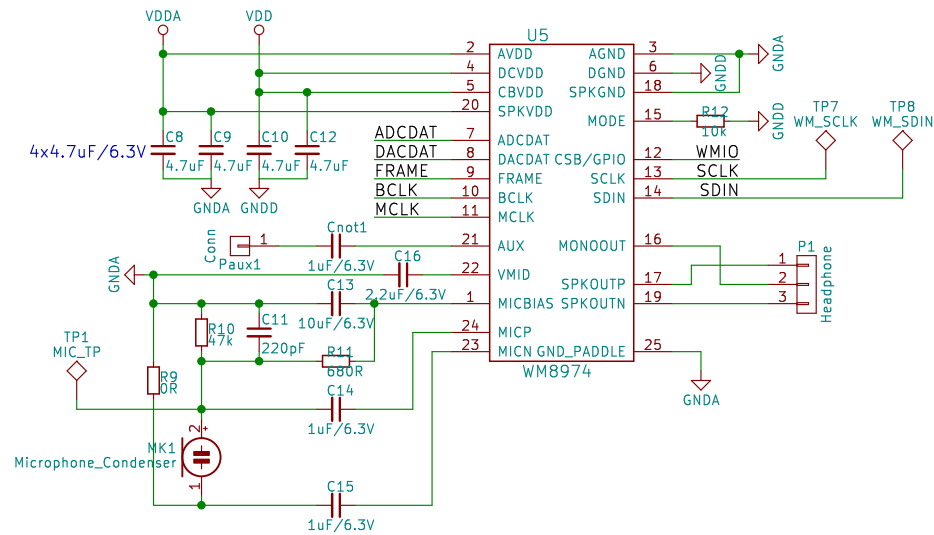 VDDA
VDD
U5
2
AVDD
AGND
3
GNDA
4
DCVDD
DGND
6
GNDD
5
CBVDD
SPKGND
18
20
SPKVDD
R12
10k
MODE
15
GNDD
TP7
WM_SCLK
TP8
WM_SDIN
C8
C9
C10
C12
4x4.7uF/6.3V
4.7uF
4.7uF
4.7uF
4.7uF
GNDA
GNDD
ADCDAT
7
ADCDAT
DACDAT
8
DACDAT
CSB/GPIO
12
WMIO
FRAME
9
FRAME
SCLK
13
SCLK
BCLK
10
BCLK
SDIN
14
SDIN
MCLK
11
MCLK
Conn
1
Paux1
Cnot1
1uF/6.3V
21
AUX
MONOOUT
16
P1
Headphone
1
2
3
GNDA
C16
2.2uF/6.3V
22
VMID
SPKOUTP
17
C13
10uF/6.3V
1
MICBIAS
SPKOUTN
19
R10
47k
C11
220pF
24
MICP
TP1
MIC_TP
R11
680R
23
MICN
GND_PADDLE
25
WM8974
GNDA
R9
0R
C14
1uF/6.3V
2
+
MK1
Microphone_Condenser
1
C15
1uF/6.3V